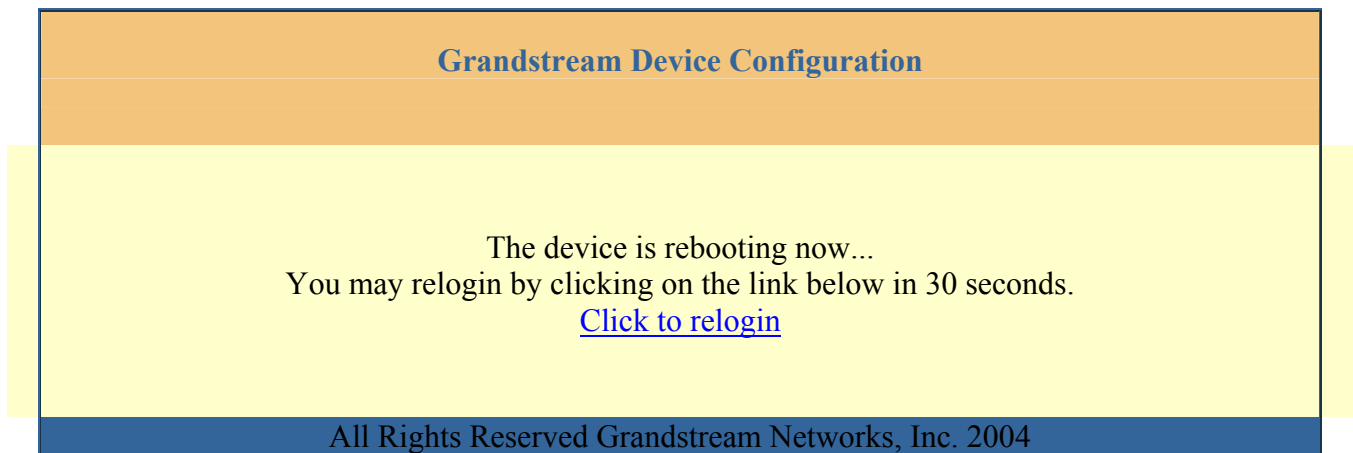 Grandstream Device Configuration
The device is rebooting now...
You may relogin by clicking on the link below in 30 seconds.
Click to relogin
All Rights Reserved Grandstream Networks, Inc. 2004